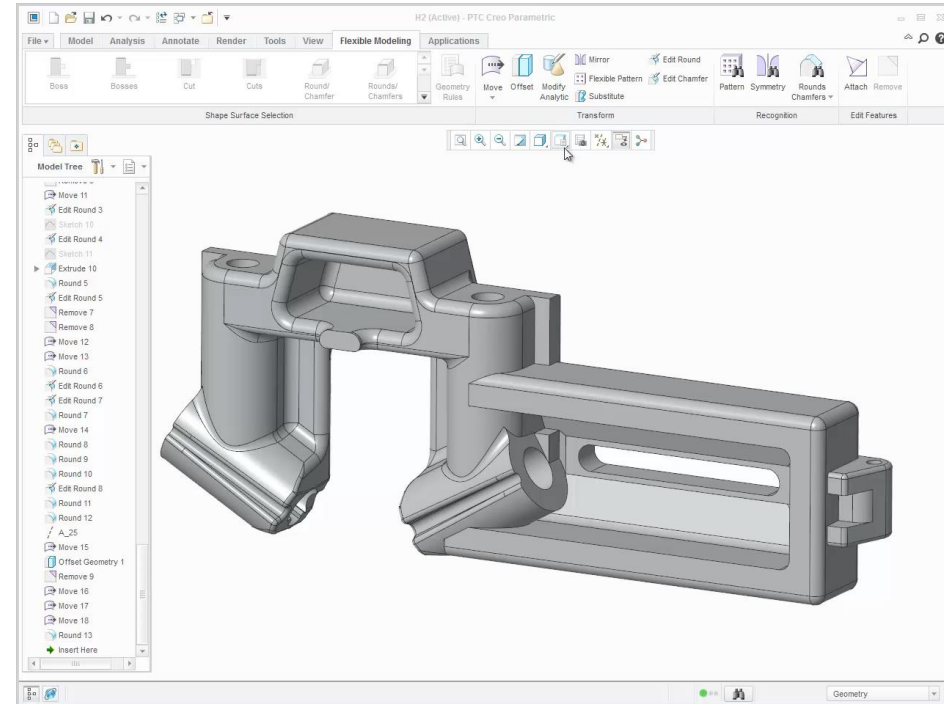 H2 (Active) - PTC Creo Parametric
File Model Analysis Annotate Render Tools View Flexible Modeling Applications
Boss Bosses Cut Cuts Round/ Chamfer Rounds/ Chamfers Geometry Rules Move Offset Modify Analytic
Mirror Edit Round
Flexible Pattern Edit Chamfer
Substitute
Pattern Symmetry Rounds Chamfers Attach Remove
Shape Surface Selection Transform Recognition Edit Features
Model Tree
Move 11
Edit Round 3
Sketch 10
Edit Round 4
Sketch 11
Extrude 10
Round 5
Edit Round 5
Remove 7
Remove 8
Move 12
Move 13
Round 6
Edit Round 6
Edit Round 7
Round 7
Move 14
Round 8
Round 9
Round 10
Edit Round 8
Round 11
Round 12
A_25
Move 15
Offset Geometry 1
Remove 9
Move 16
Move 17
Move 18
Round 13
Insert Here
Geometry